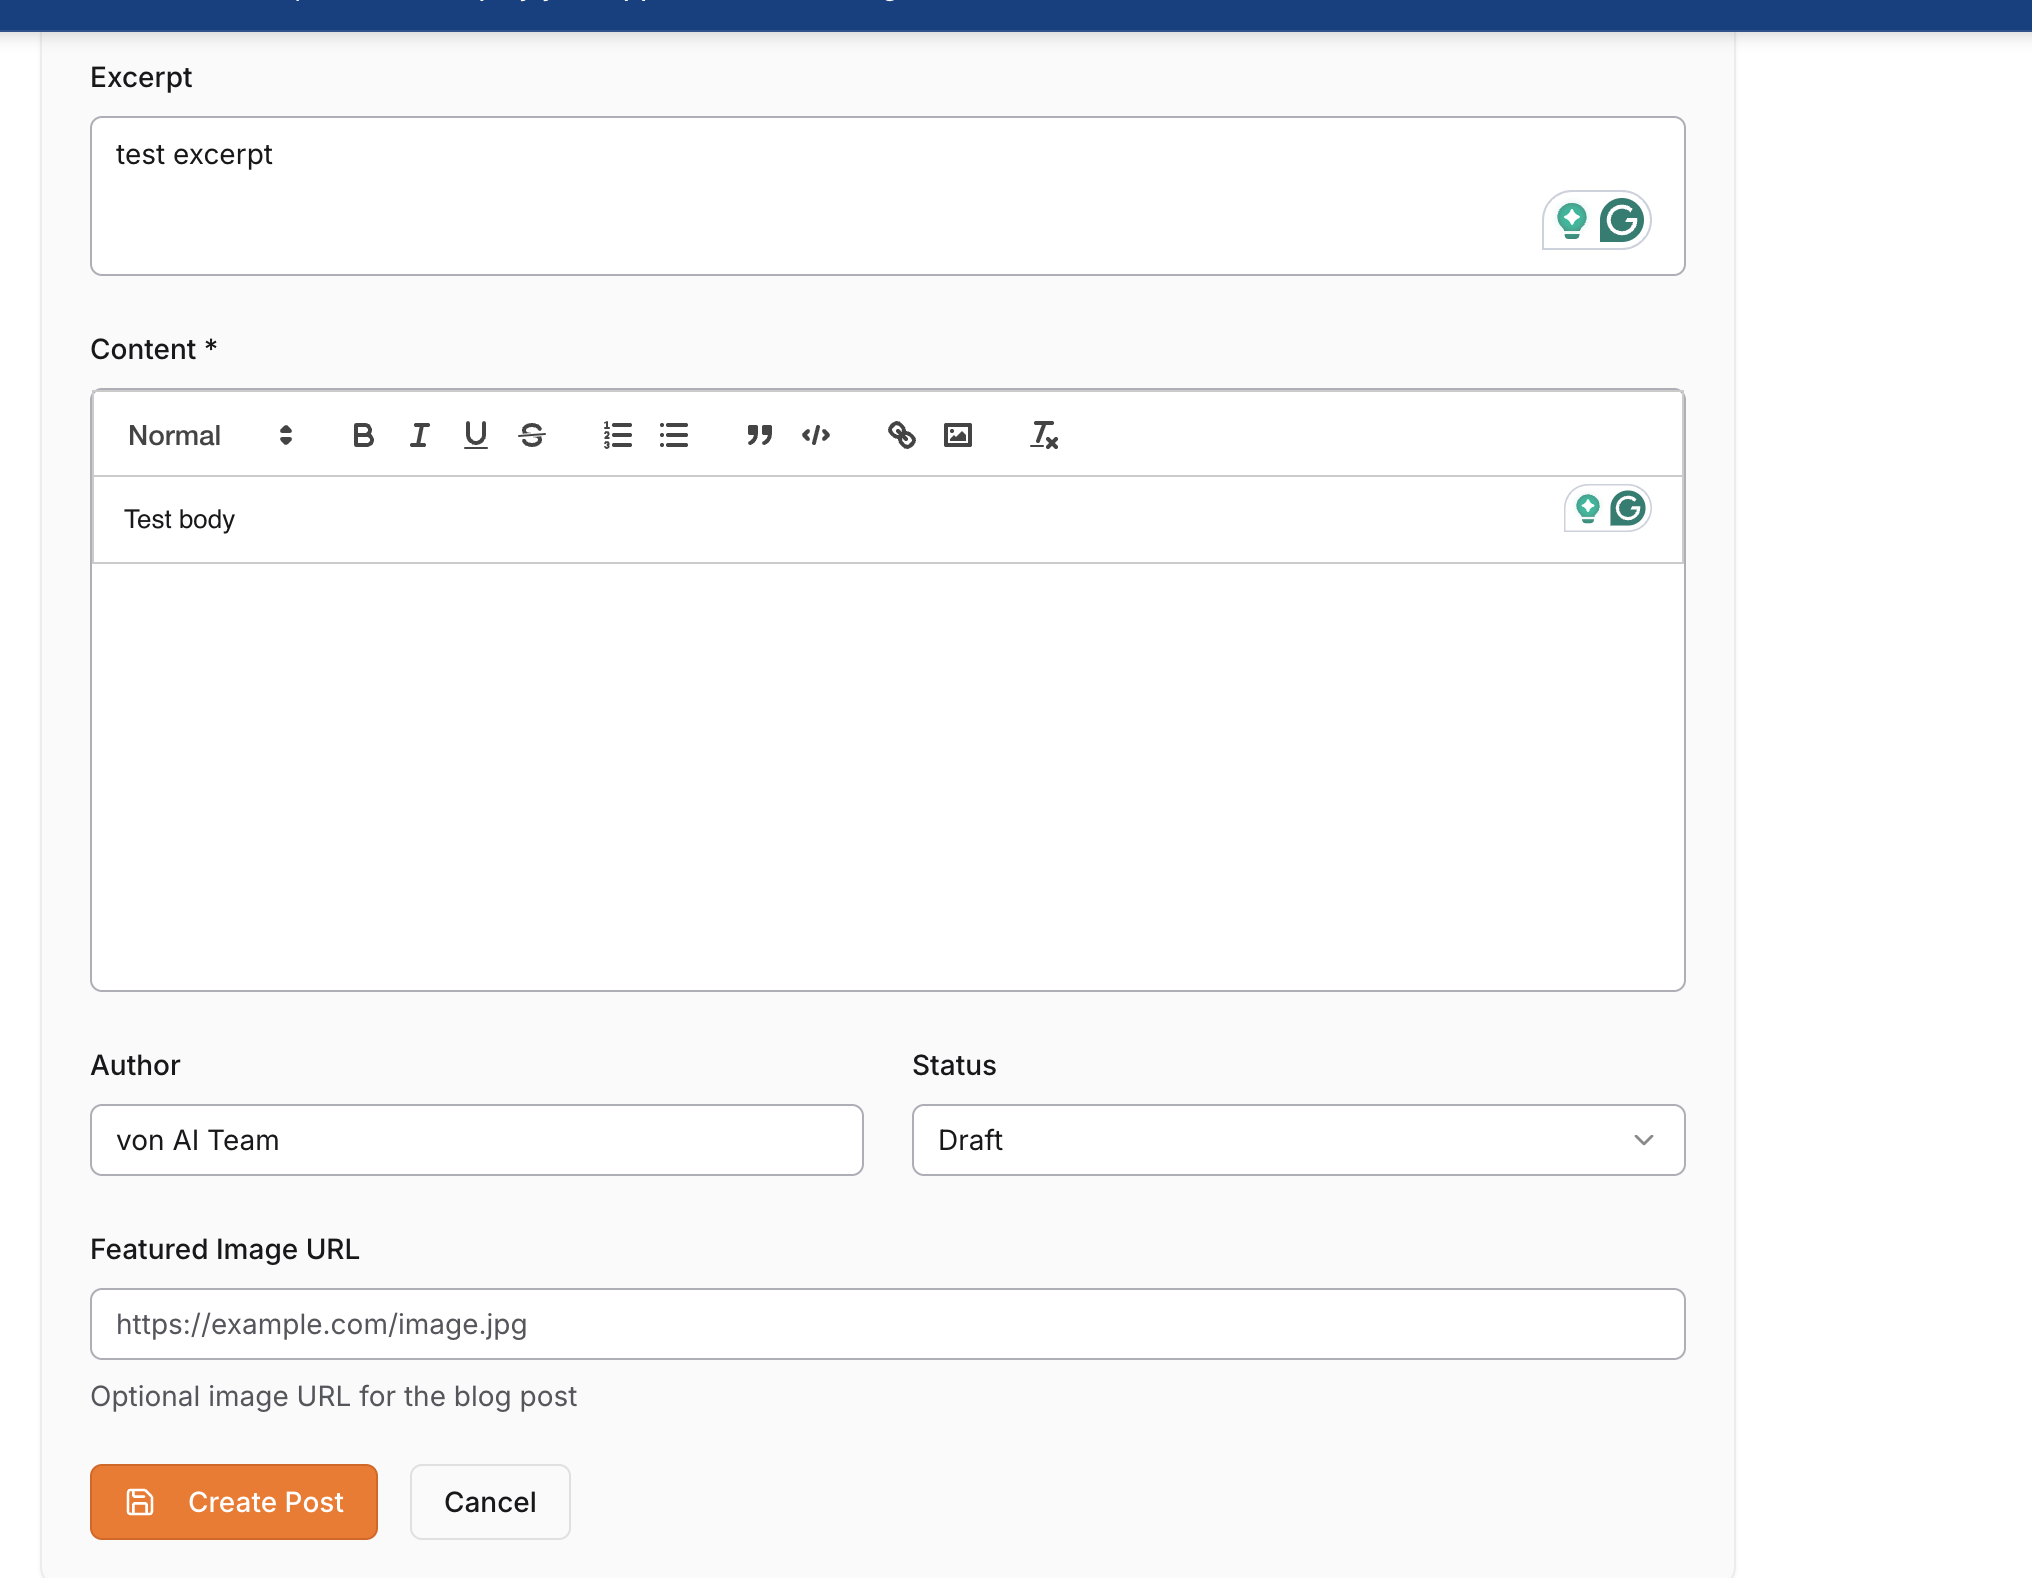 Excerpt
test excerpt
Content *
Normal
Test body
Author
Status
von AI Team
Draft
Featured Image URL
https://example.com/image.jpg
Optional image URL for the blog post
Create Post
Cancel